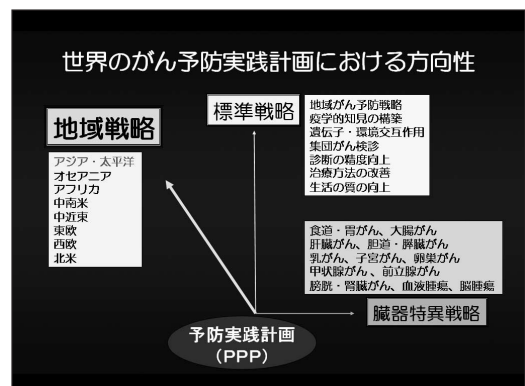 世界のがん予防実践計画における方向性
地域戦略
アジア・太平洋
オセアニア
アフリカ
中南米
中近東
東欧
西欧
北米
標準戦略
地域がん予防戦略
疫学的知見の構築
遺伝子・環境交互作用
集団がん検診
診断の精度向上
治療方法の改善
生活の質の向上
食道・胃がん、大腸がん
肝臓がん、胆道・膵臓がん
乳がん、子宮がん、卵巣がん
甲状腺がん、前立腺がん
膀胱・腎臓がん、血液腫瘍、脳腫瘍
臓器特異戦略
予防実践計画
（PPP）